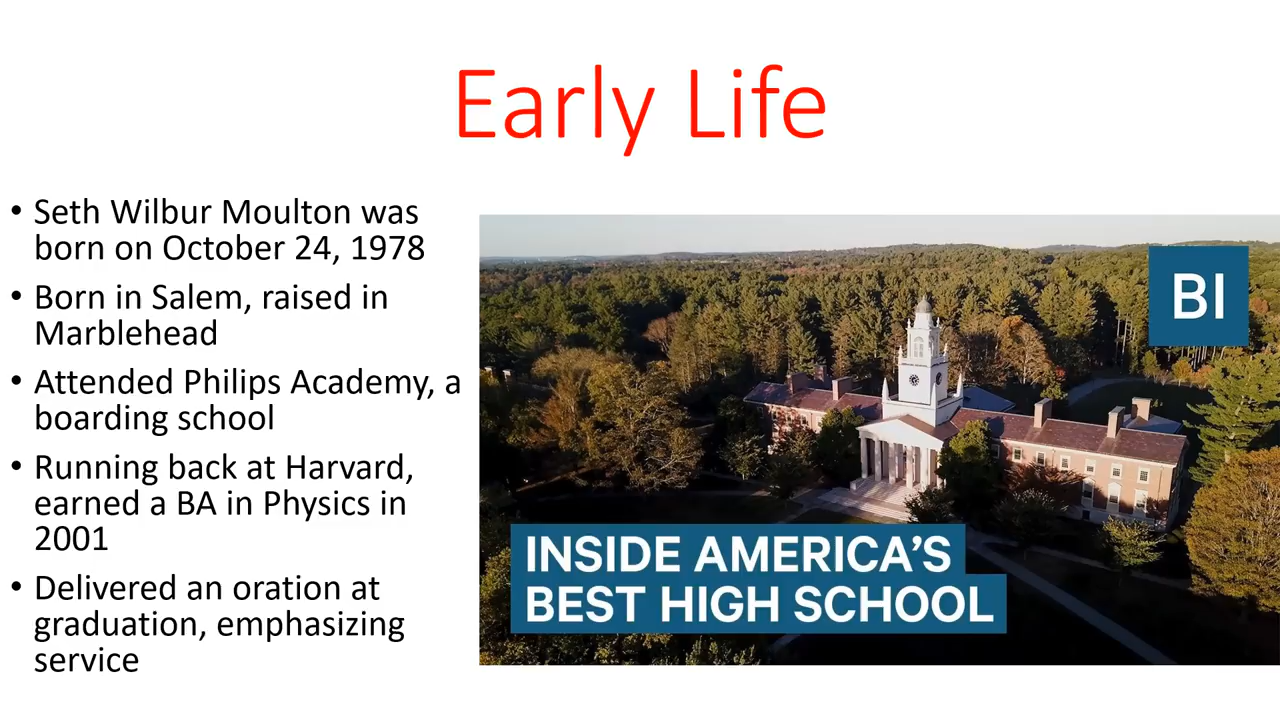 Early Life
• Seth Wilbur Moulton was
born on October 24, 1978
• Born in Salem, raised in
Marblehead
• Attended Philips Academy, a
boarding school
• Running back at Harvard,
earned a BA in Physics in
2001
• Delivered an oration at
graduation, emphasizing
service
BI
INSIDE AMERICA'S
BEST HIGH SCHOOL